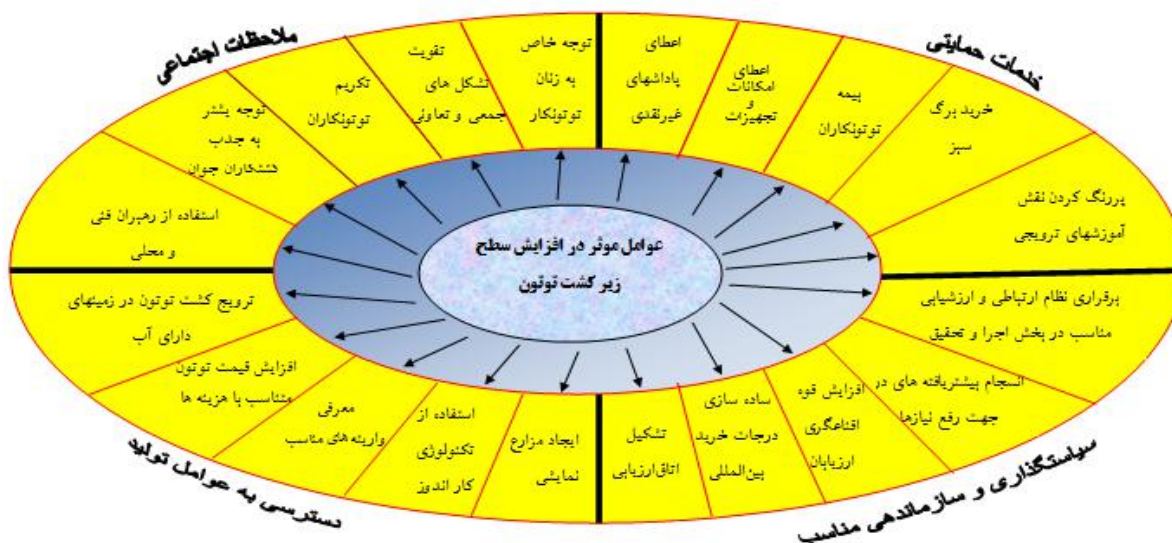 عوامل موثر در افزایش سطح
زیر کشت توتون
خدمات حمایتی
اعطای
پاداشهای
غیرنقدی
اعطای
امکانات
و
تجهیزات
بیمه
توتونکاران
خرید برگ
سبز
پررنگ کردن نقش
آموزشهای ترویجی
سیاستگذاری و سازماندهی مناسب
برقراری نظام ارتباطی و ارزشیابی
مناسب در بخش اجرا و تحقیق
انسجام بیشتریافته های در
جهت رفع نیازها
افزایش قوه
اقناعگری
ارزیابان
ساده سازی
درجات خرید
بین‌المللی
تشکیل
اتاق‌ارزیابی
دسترسی به عوامل تولید
ایجاد مزارع
نمایشی
استفاده از
تکنولوژی
کار اندوز
معرفی
واریته های مناسب
افزایش قیمت توتون
متناسب با هزینه ها
ترویج کشت توتون در زمینهای
دارای آب
ملاحظات اجتماعی
استفاده از رهبران فنی
و محلی
توجه بشتر
به جذب
کشتکاران جوان
تکریم
توتونکاران
تقویت
تشکل های
جمعی و تعاونی
توجه خاص
به زنان
توتونکار